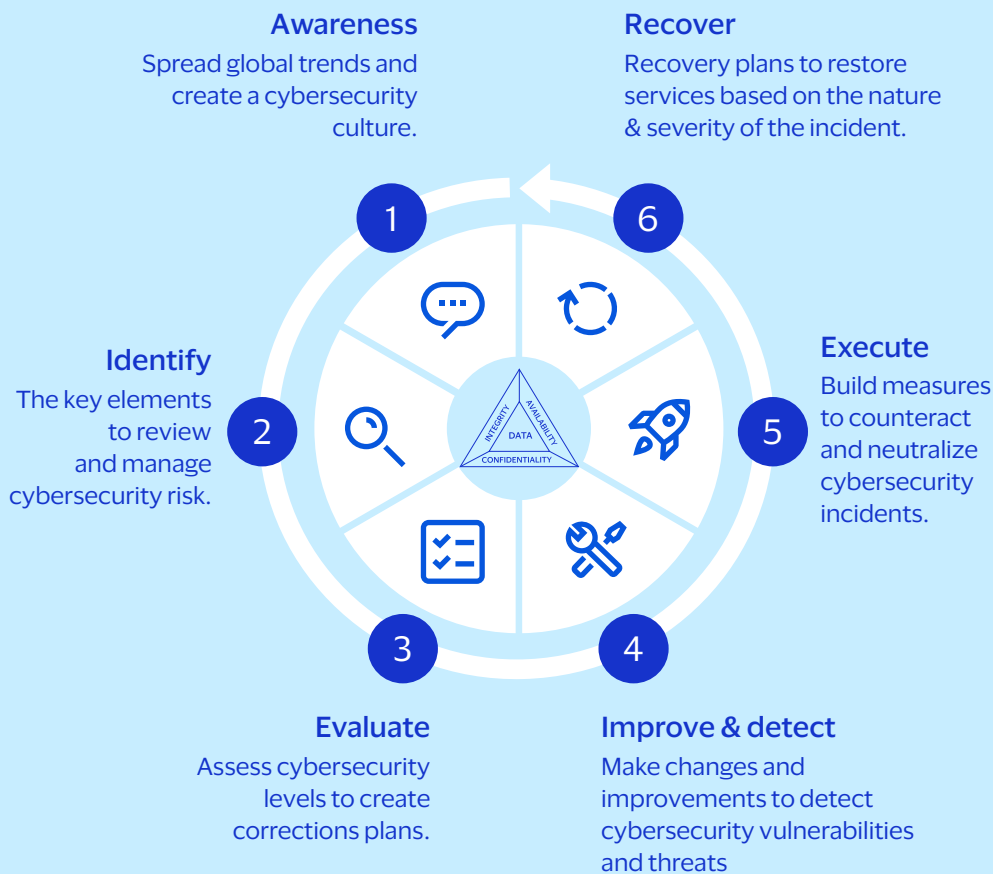 Awareness
Spread global trends and
create a cybersecurity
culture.
Recover
Recovery plans to restore
services based on the nature
& severity of the incident.
1
6
Identify
The key elements
to review
and manage
cybersecurity risk.
2
INTEGRITY
AVAILABILITY
DATA
CONFIDENTIALITY
5
Execute
Build measures
to counteract
and neutralize
cybersecurity
incidents.
3
4
Evaluate
Assess cybersecurity
levels to create
corrections plans.
Improve & detect
Make changes and
improvements to detect
cybersecurity vulnerabilities
and threats